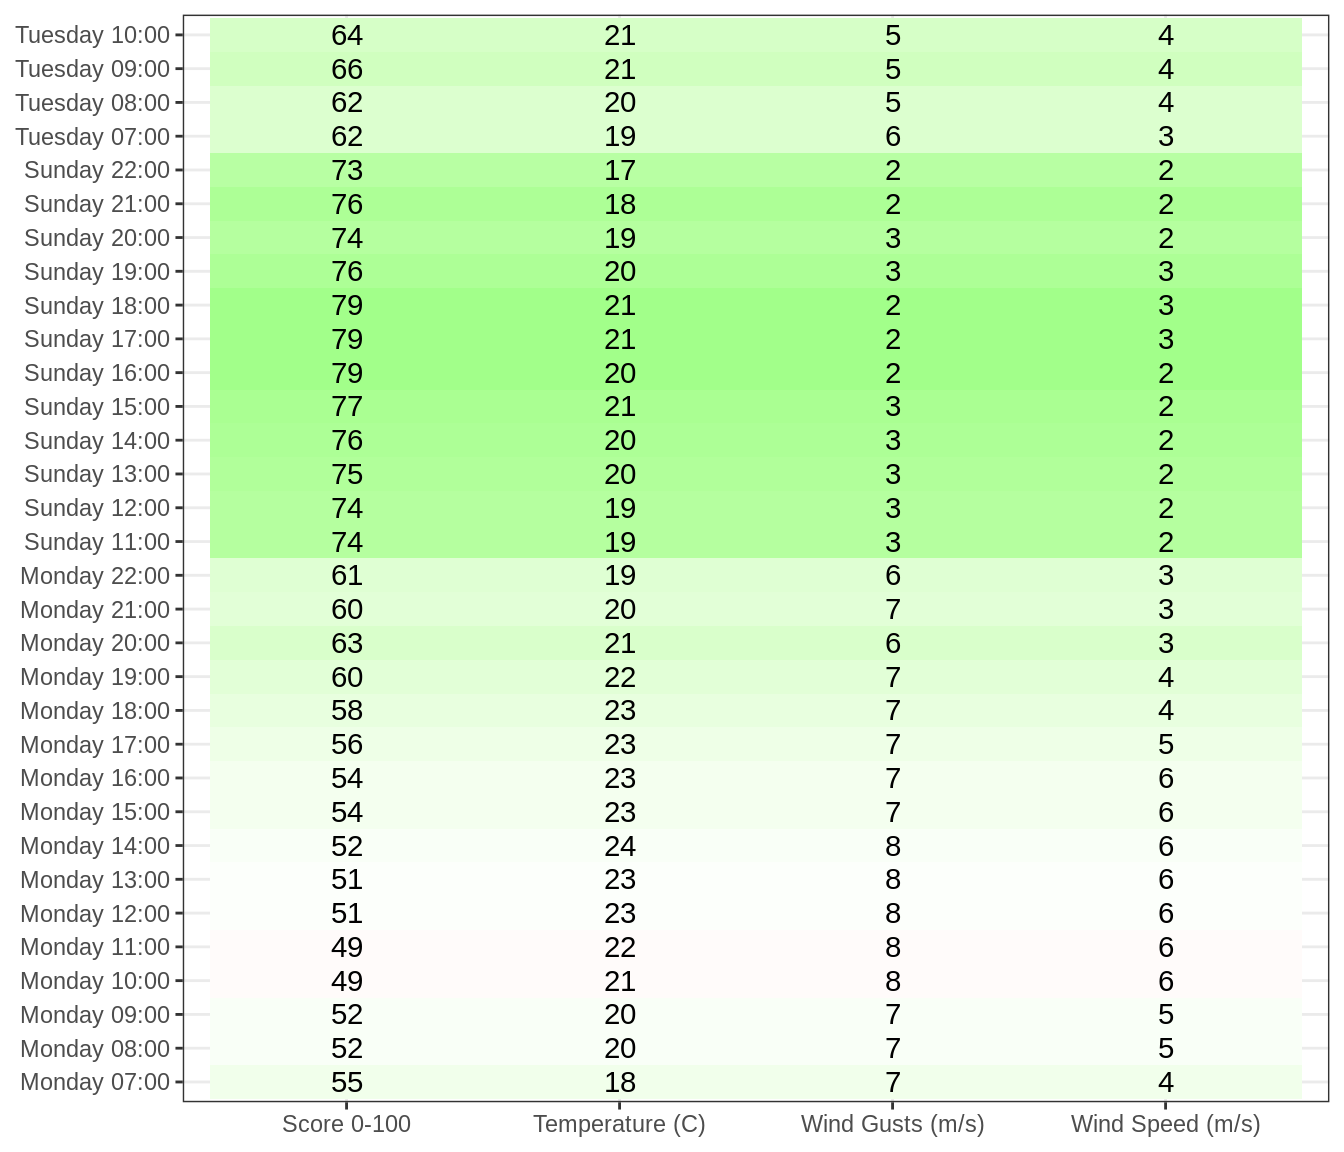 Tuesday 10:00 64 21 5 4
Tuesday 09:00 66 21 5 4
Tuesday 08:00 62 20 5 4
Tuesday 07:00 62 19 6 3
Sunday 22:00 73 17 2 2
Sunday 21:00 76 18 2 2
Sunday 20:00 74 19 3 2
Sunday 19:00 76 20 3 3
Sunday 18:00 79 21 2 3
Sunday 17:00 79 21 2 3
Sunday 16:00 79 20 2 2
Sunday 15:00 77 21 3 2
Sunday 14:00 76 20 3 2
Sunday 13:00 75 20 3 2
Sunday 12:00 74 19 3 2
Sunday 11:00 74 19 3 2
Monday 22:00 61 19 6 3
Monday 21:00 60 20 7 3
Monday 20:00 63 21 6 3
Monday 19:00 60 22 7 4
Monday 18:00 58 23 7 4
Monday 17:00 56 23 7 5
Monday 16:00 54 23 7 6
Monday 15:00 54 23 7 6
Monday 14:00 52 24 8 6
Monday 13:00 51 23 8 6
Monday 12:00 51 23 8 6
Monday 11:00 49 22 8 6
Monday 10:00 49 21 8 6
Monday 09:00 52 20 7 5
Monday 08:00 52 20 7 5
Monday 07:00 55 18 7 4
Score 0-100 Temperature (C) Wind Gusts (m/s) Wind Speed (m/s)